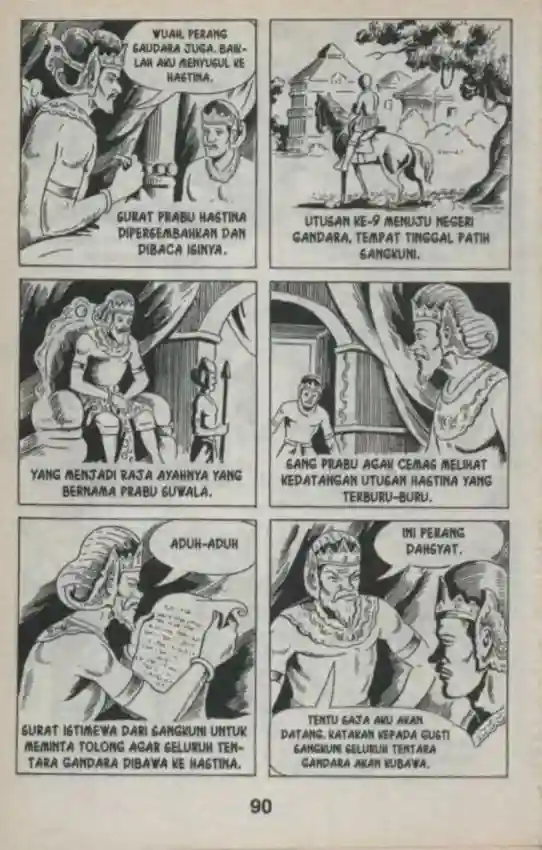 WUAH, PERANG
SAUDARA JUGA. BAIK-
LAH AKU MENYUSUL KE
HASTINA.
SURAT PRABU HASTINA
DIPERSEMBAHKAN DAN
DIBACA ISINYA.
UTUSAN KE-9 MENUJU NEGERI
GANDARA, TEMPAT TINGGAL PATIH
SANGKUNI.
YANG MENJADI RAJA AYAHNYA YANG
BERNAMA PRABU SUWALA.
SANG PRABU AGAK CEMAS MELIHAT
KEDATANGAN UTUSAN HASTINA YANG
TERBURU-BURU.
ADUH-ADUH
SURAT ISTIMEWA DARI SANGKUNI UNTUK
MEMINTA TOLONG AGAR SELURUH TEN-
TARA GANDARA DIBAWA KE HASTINA.
INI PERANG
DAHSYAT.
TENTU SAJA AKU AKAN
DATANG. KATAKAN KEPADA GUSTI
SANGKUNI SELURUH TENTARA
GANDARA AKAN KUBAWA.
90